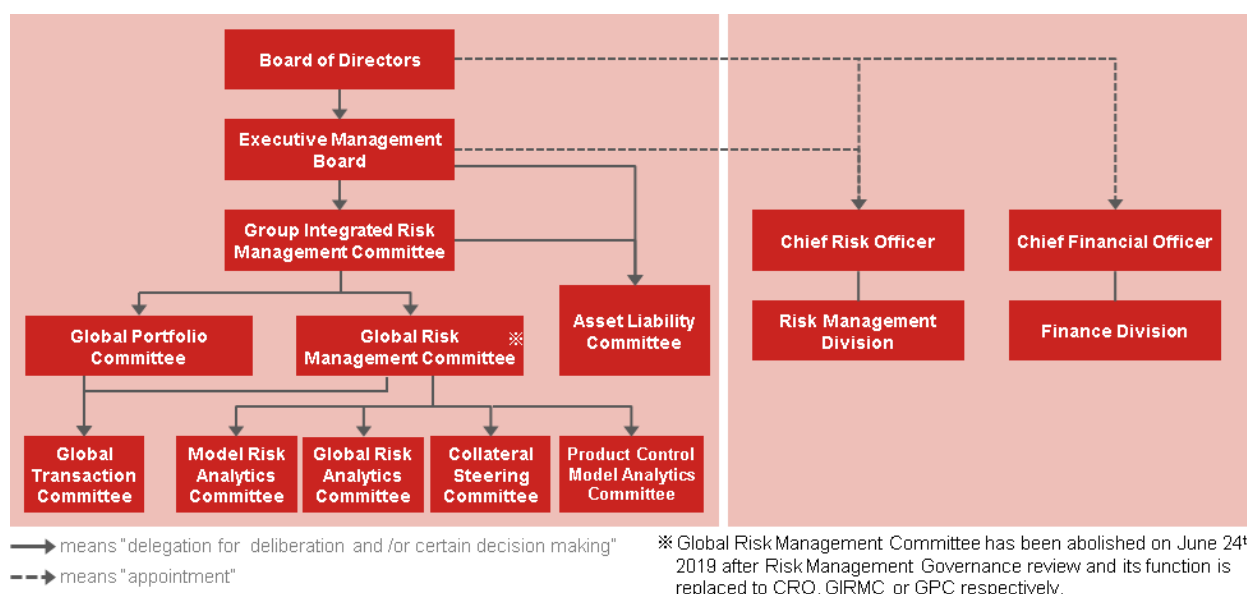 Board of Directors
Executive Management
Board
Group Integrated Risk
Management Committee
Chief Risk Officer
Chief Financial Officer
Global Portfolio
Committee
Global Risk ※
Management Committee
Asset Liability
Committee
Risk Management
Division
Finance Division
Global
Transaction
Committee
Model Risk
Analytics
Committee
Global Risk
Analytics
Committee
Collateral
Steering
Committee
Product Control
Model Analytics
Committee
means "delegation for deliberation and /or certain decision making"
means "appointment"
※ Global Risk Management Committee has been abolished on June 24t
2019 after Risk Management Governance review and its function is
replaced to CRO, GIRMC or GPC respectively.